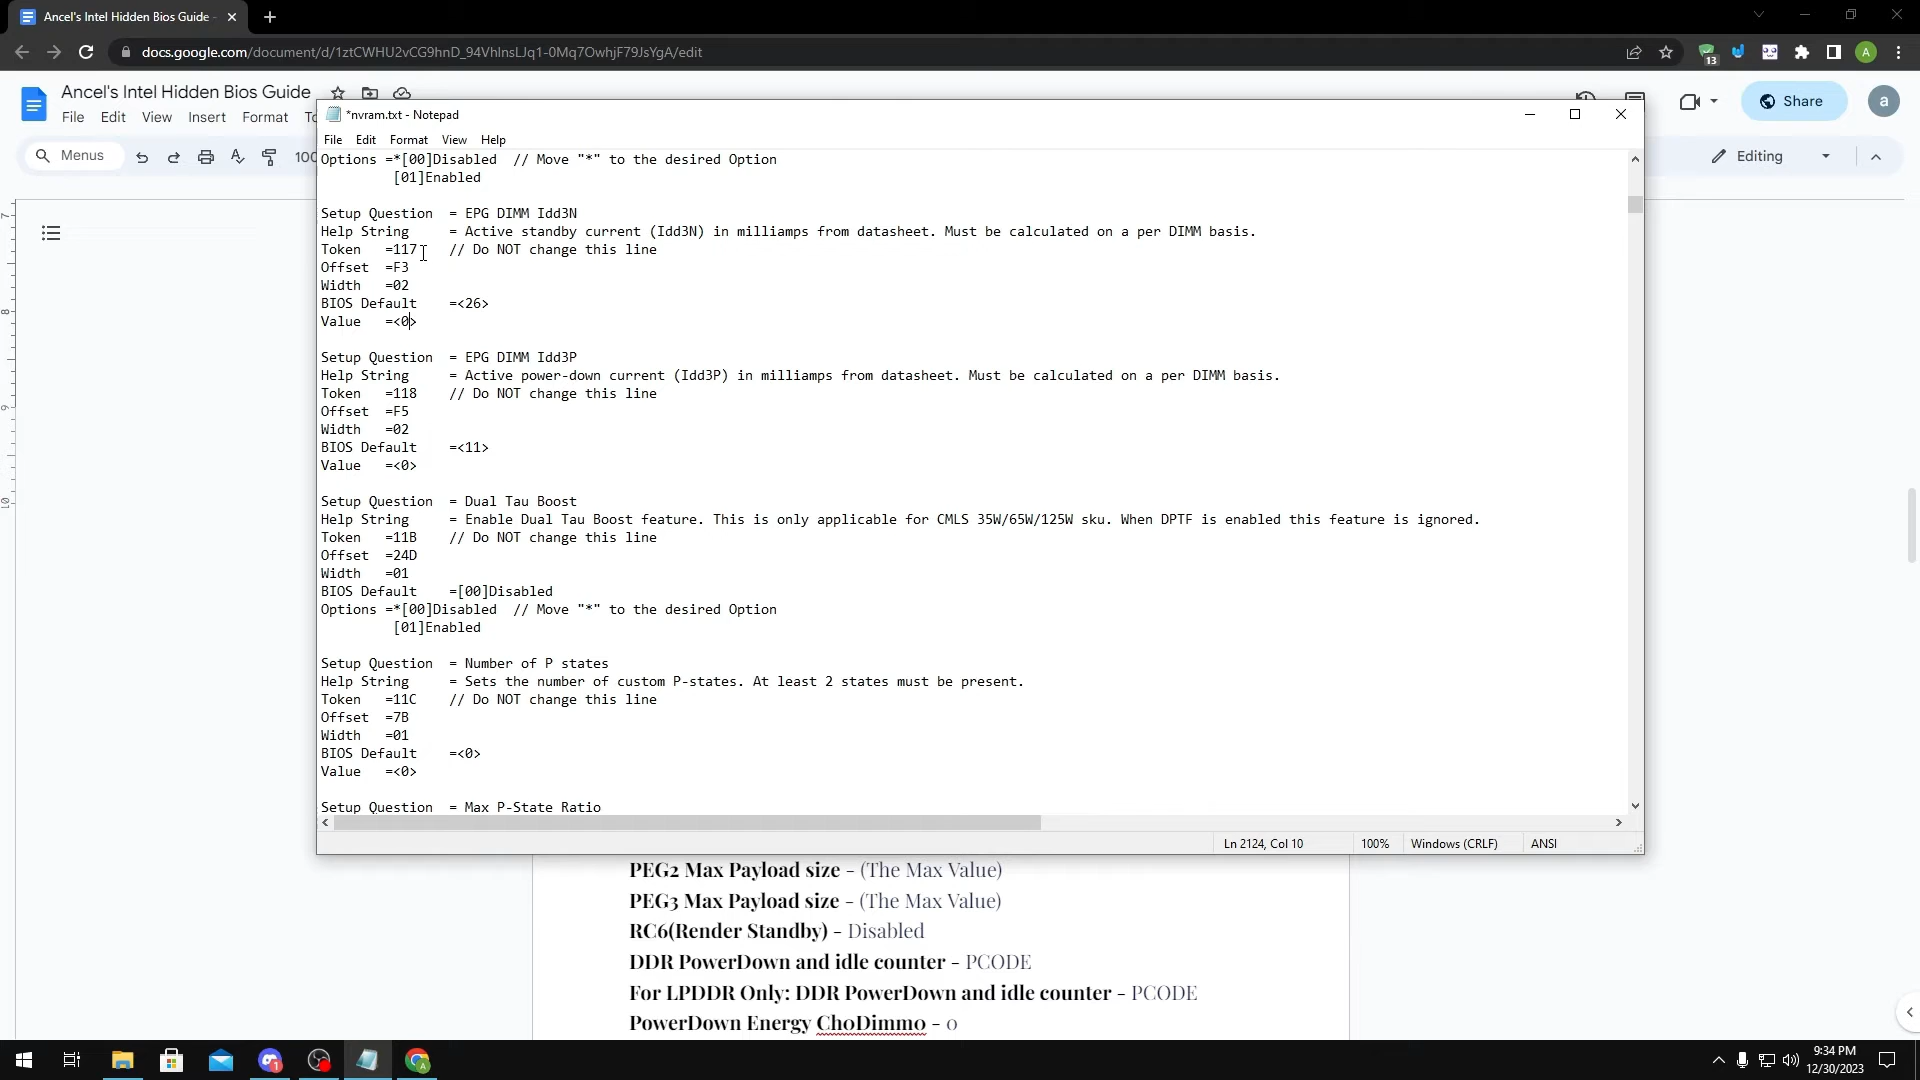 Ancel's Intel Hidden Bios Guide -
docs.google.com/document/d/1ztCWHU2vCG9hnD_94VhlnsLJq1-0Mq7OwhjF79JsYgA/edit
13
A
Ancel's Intel Hidden Bios Guide
File Edit View Insert Format
Share
a
Menus
100
Editing
*nvram.txt - Notepad
File Edit Format View Help
Options =*[00]Disabled // Move "*" to the desired Option
[01]Enabled
Setup Question = EPG DIMM Idd3N
Help String = Active standby current (Idd3N) in milliamps from datasheet. Must be calculated on a per DIMM basis.
Token =117 // Do NOT change this line
Offset =F3
Width =02
BIOS Default =<26>
Value =<0>
Setup Question = EPG DIMM Idd3P
Help String = Active power-down current (Idd3P) in milliamps from datasheet. Must be calculated on a per DIMM basis.
Token =118 // Do NOT change this line
Offset =F5
Width =02
BIOS Default =<11>
Value =<0>
Setup Question = Dual Tau Boost
Help String = Enable Dual Tau Boost feature. This is only applicable for CMLS 35W/65W/125W sku. When DPTF is enabled this feature is ignored.
Token =11B // Do NOT change this line
Offset =24D
Width =01
BIOS Default =[00]Disabled
Options =*[00]Disabled // Move "*" to the desired Option
[01]Enabled
Setup Question = Number of P states
Help String = Sets the number of custom P-states. At least 2 states must be present.
Token =11C // Do NOT change this line
Offset =7B
Width =01
BIOS Default =<0>
Value =<0>
Setup Question = Max P-State Ratio
Ln 2124, Col 10 100% Windows (CRLF) ANSI
PEG2 Max Payload size - (The Max Value)
PEG3 Max Payload size - (The Max Value)
RC6(Render Standby) - Disabled
DDR PowerDown and idle counter - PCODE
For LPDDR Only: DDR PowerDown and idle counter - PCODE
PowerDown Energy Ch0Dimm0 - 0
9:34 PM
12/30/2023